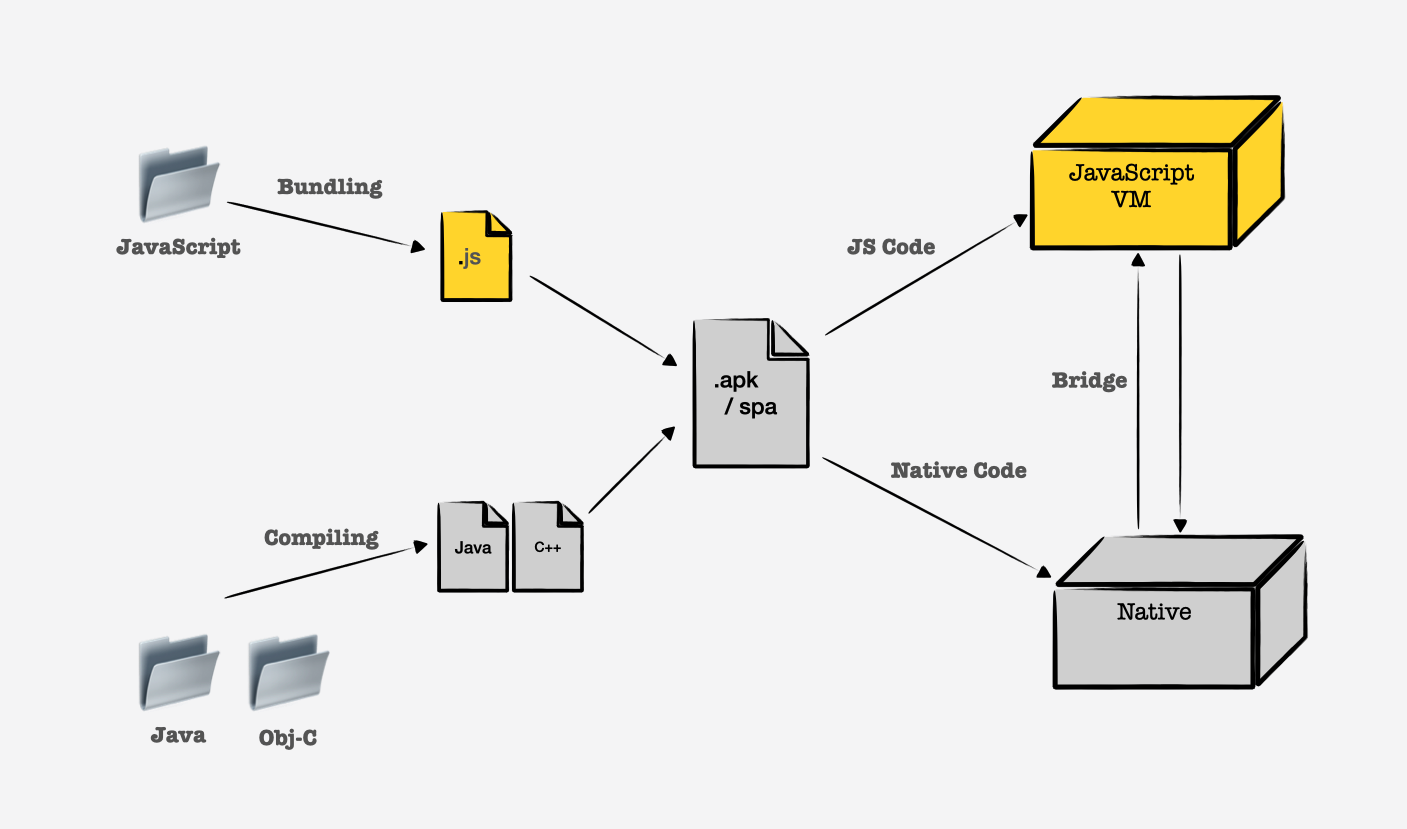 Bundling
JavaScript
.js
Compiling
Java
C++
Java
Obj-C
.apk
/ spa
JS Code
Native Code
JavaScript
VM
Bridge
Native